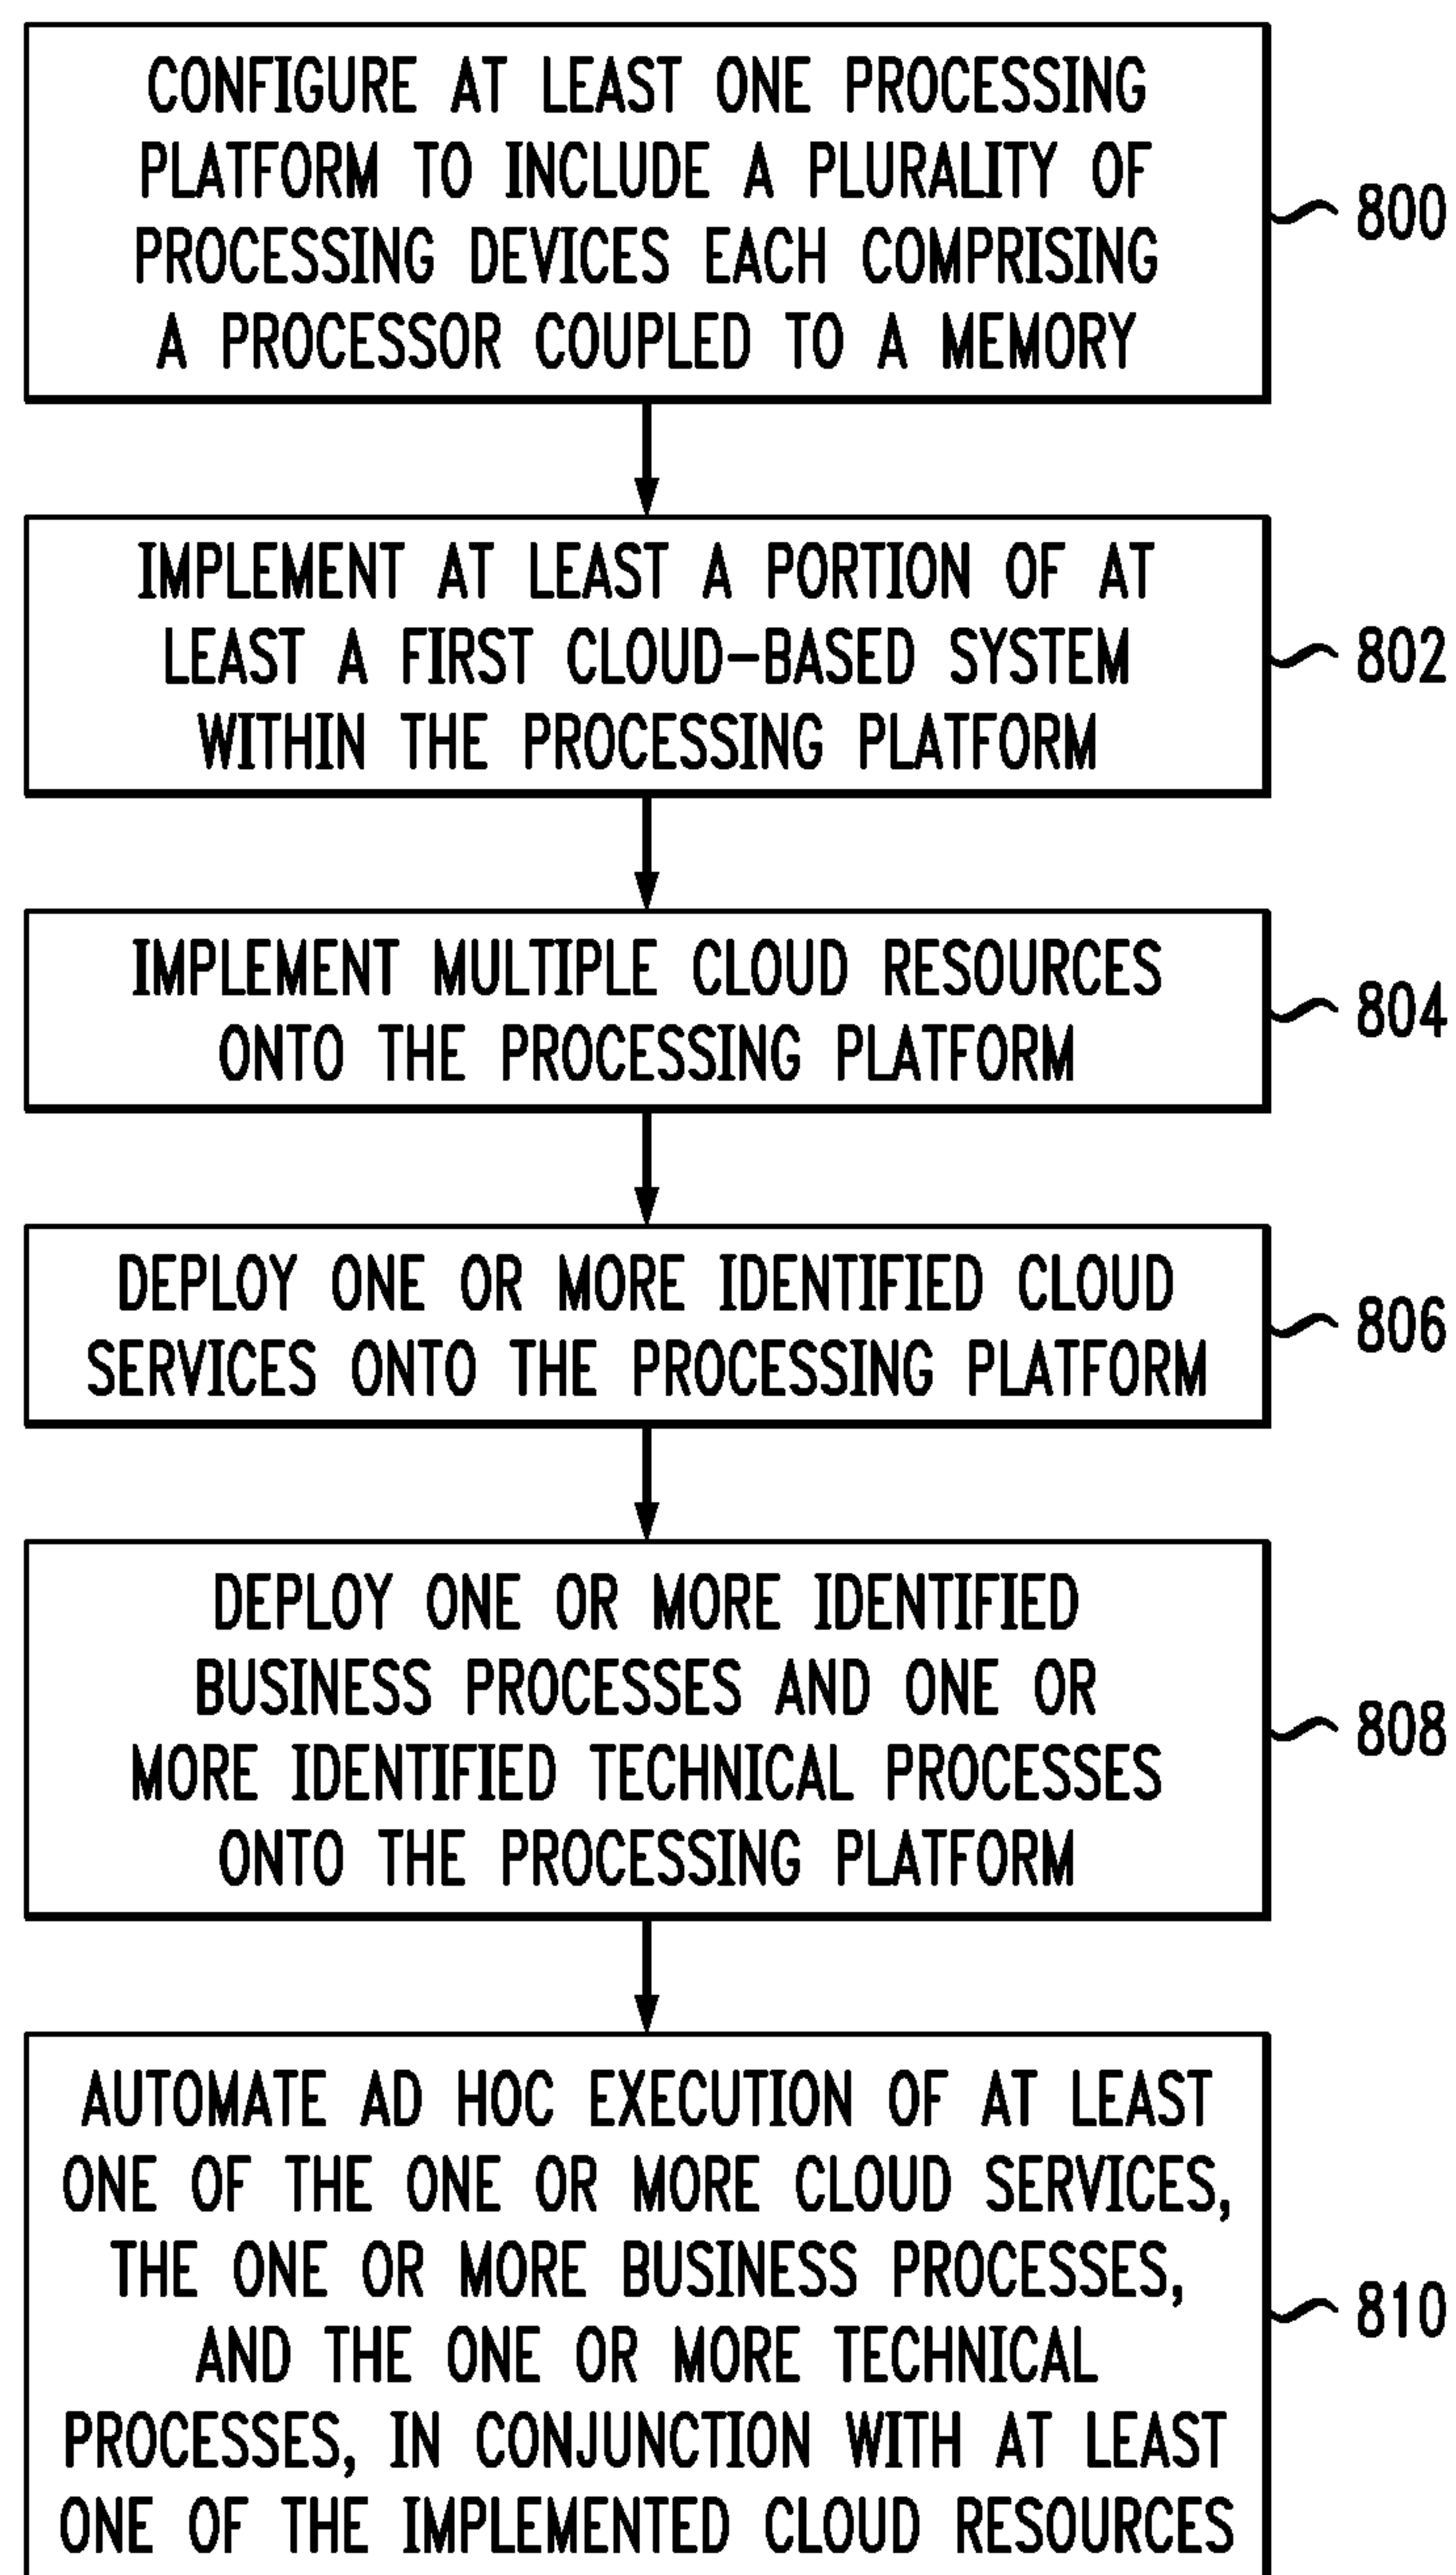 CONFIGURE AT LEAST ONE PROCESSING
PLATFORM TO INCLUDE A PLURALITY OF
PROCESSING DEVICES EACH COMPRISING
A PROCESSOR COUPLED TO A MEMORY
800
IMPLEMENT AT LEAST A PORTION OF AT
LEAST A FIRST CLOUD-BASED SYSTEM
WITHIN THE PROCESSING PLATFORM
802
IMPLEMENT MULTIPLE CLOUD RESOURCES
ONTO THE PROCESSING PLATFORM
804
DEPLOY ONE OR MORE IDENTIFIED CLOUD
SERVICES ONTO THE PROCESSING PLATFORM
806
DEPLOY ONE OR MORE IDENTIFIED
BUSINESS PROCESSES AND ONE OR
MORE IDENTIFIED TECHNICAL PROCESSES
ONTO THE PROCESSING PLATFORM
808
AUTOMATE AD HOC EXECUTION OF AT LEAST
ONE OF THE ONE OR MORE CLOUD SERVICES,
THE ONE OR MORE BUSINESS PROCESSES,
AND THE ONE OR MORE TECHNICAL
PROCESSES, IN CONJUNCTION WITH AT LEAST
ONE OF THE IMPLEMENTED CLOUD RESOURCES
810